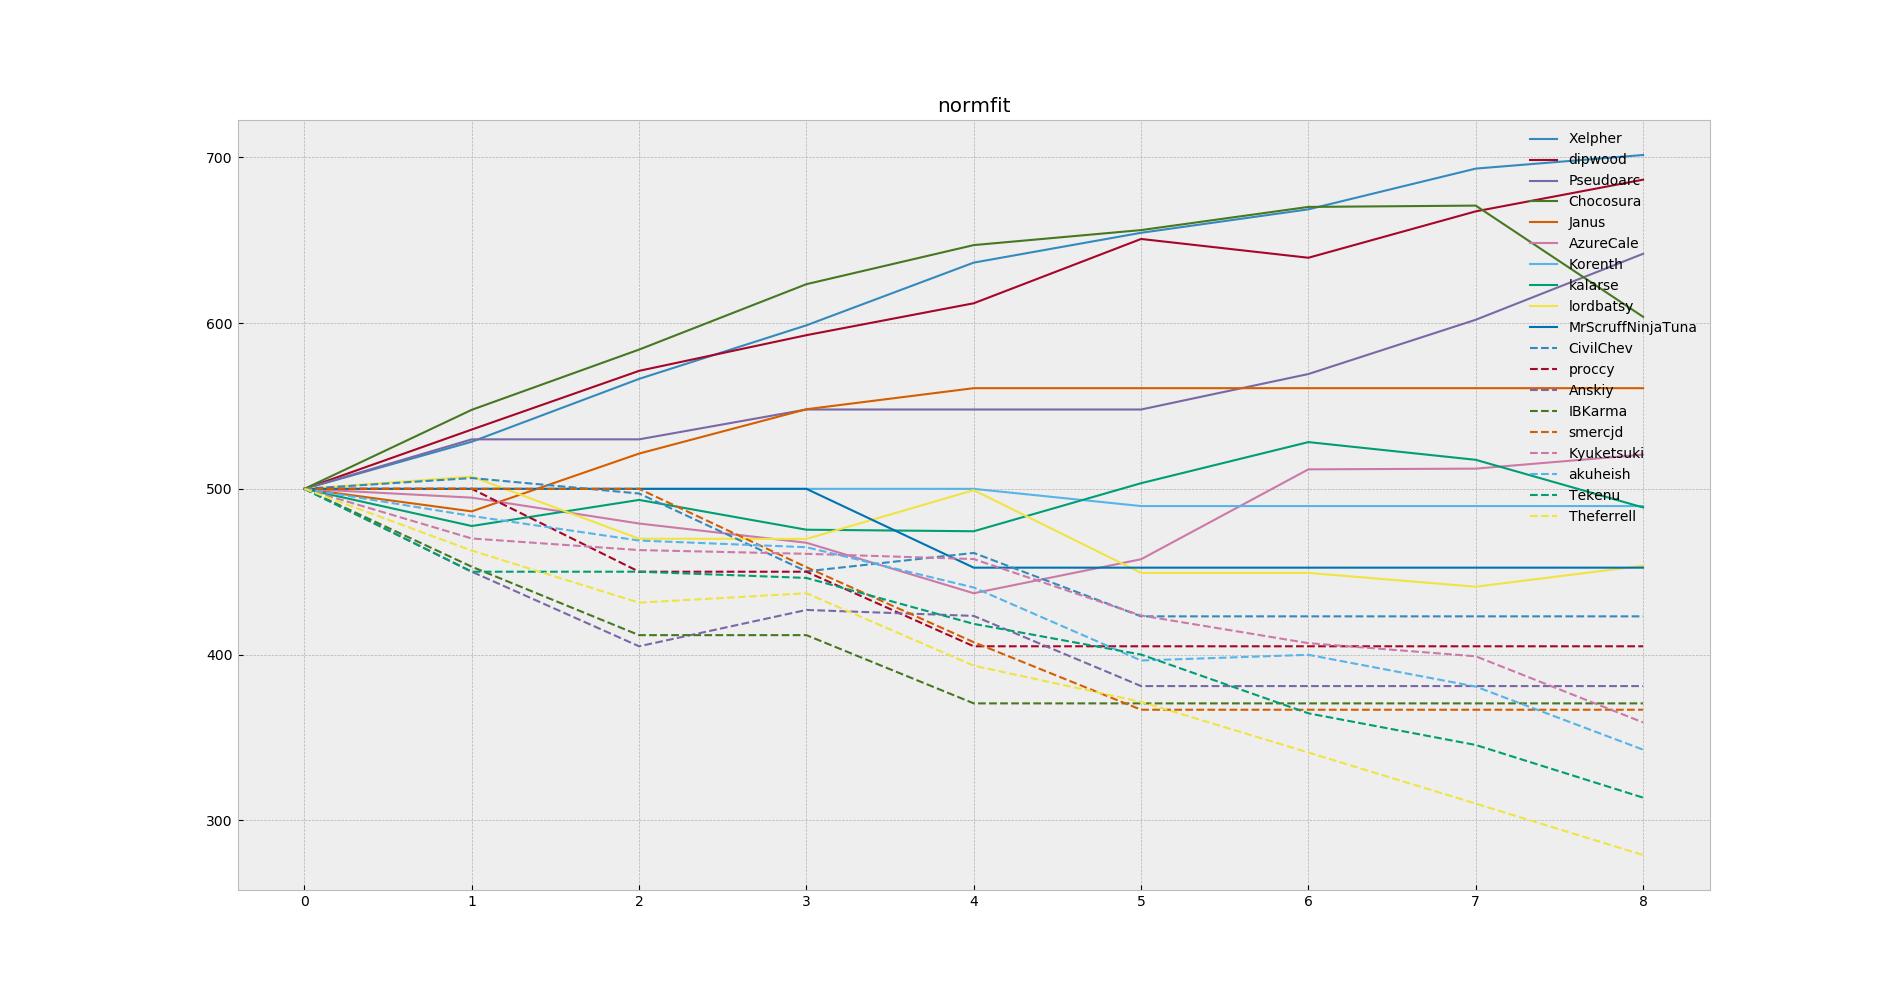 normfit
700
600
500
400
300
0 1 2 3 4 5 6 7 8
Xelpher
dipwood
Pseudoarc
Chocosura
Janus
AzureCale
Korenth
kalarse
lordbatsy
MrScruffNinjaTuna
CivilChev
proccy
Anskiy
IBKarma
smercjd
Kyuketsuki
akuheish
Tekenu
Theferrell